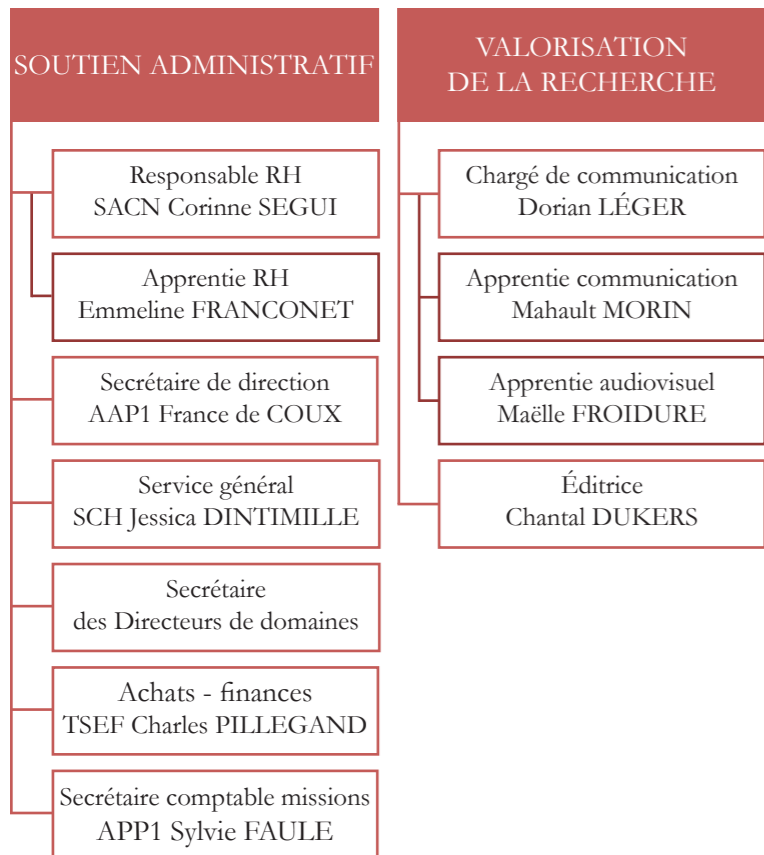 SOUTIEN ADMINISTRATIF
Responsable RH
SACN Corinne SEGUI
Apprentie RH
Emmeline FRANCONET
Secrétaire de direction
AAP1 France de COUX
Service général
SCH Jessica DINTIMILLE
Secrétaire
des Directeurs de domaines
Achats - finances
TSEF Charles PILLEGAND
Secrétaire comptable missions
APP1 Sylvie FAULE
VALORISATION
DE LA RECHERCHE
Chargé de communication
Dorian LÉGER
Apprentie communication
Mahault MORIN
Apprentie audiovisuel
Maëlle FROIDURE
Éditrice
Chantal DUKERS